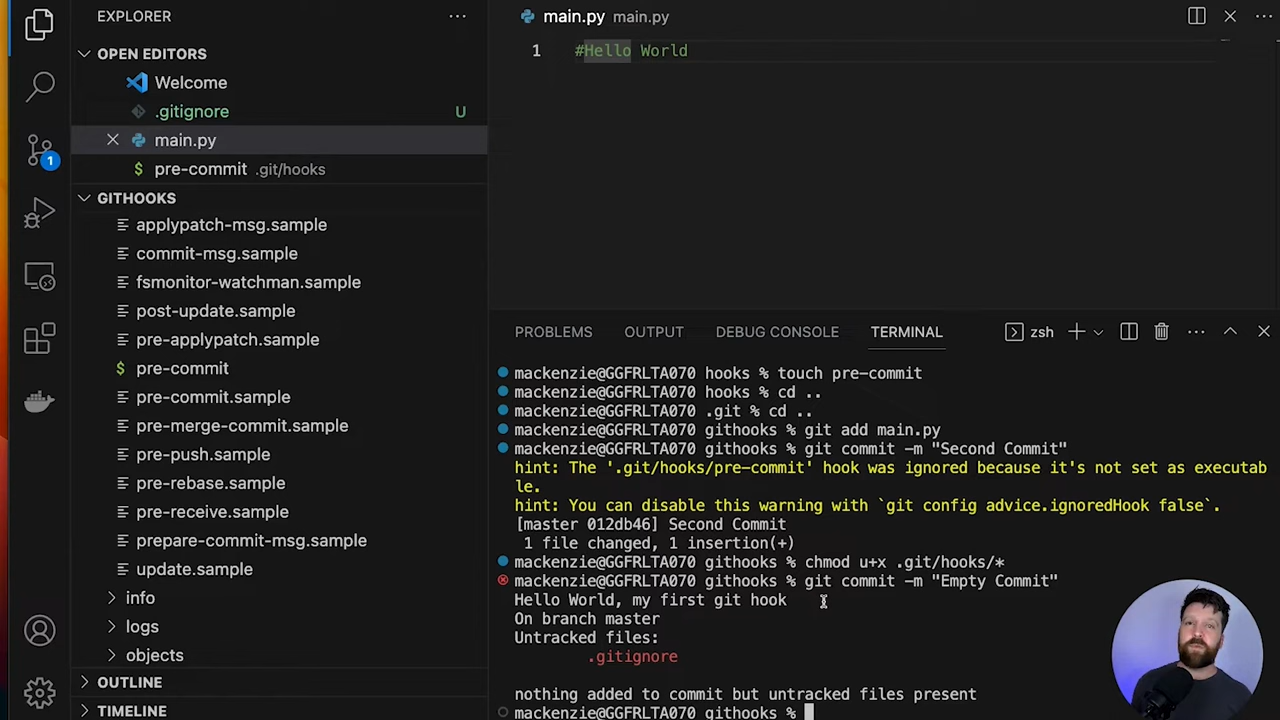 EXPLORER
OPEN EDITORS
Welcome
.gitignore U
main.py
pre-commit .git/hooks
GITHOOKS
applypatch-msg.sample
commit-msg.sample
fsmonitor-watchman.sample
post-update.sample
pre-applypatch.sample
pre-commit
pre-commit.sample
pre-merge-commit.sample
pre-push.sample
pre-rebase.sample
pre-receive.sample
prepare-commit-msg.sample
update.sample
info
logs
objects
OUTLINE
TIMELINE
1
main.py main.py
1 #Hello World
PROBLEMS OUTPUT DEBUG CONSOLE TERMINAL zsh
mackenzie@GGFRLTA070 hooks % touch pre-commit
mackenzie@GGFRLTA070 hooks % cd ..
mackenzie@GGFRLTA070 .git % cd ..
mackenzie@GGFRLTA070 githooks % git add main.py
mackenzie@GGFRLTA070 githooks % git commit -m "Second Commit"
hint: The '.git/hooks/pre-commit' hook was ignored because it's not set as executab
le.
hint: You can disable this warning with `git config advice.ignoredHook false`.
[master 012db46] Second Commit
1 file changed, 1 insertion(+)
mackenzie@GGFRLTA070 githooks % chmod u+x .git/hooks/*
mackenzie@GGFRLTA070 githooks % git commit -m "Empty Commit"
Hello World, my first git hook
On branch master
Untracked files:
.gitignore
nothing added to commit but untracked files present
mackenzie@GGFRLTA070 githooks %